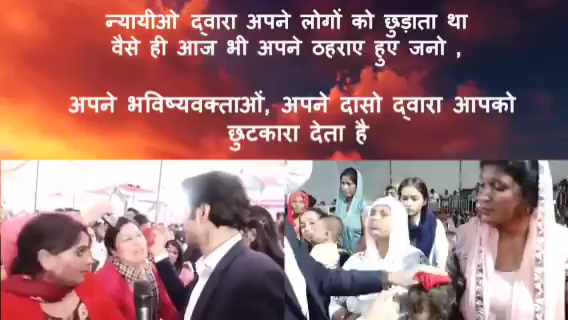 न्यायीओ द्वारा अपने लोगों को छुड़ाता था
वैसे ही आज भी अपने ठहराए हुए जनो ,
अपने भविष्यवक्ताओं, अपने दासो द्वारा आपको
छुटकारा देता है